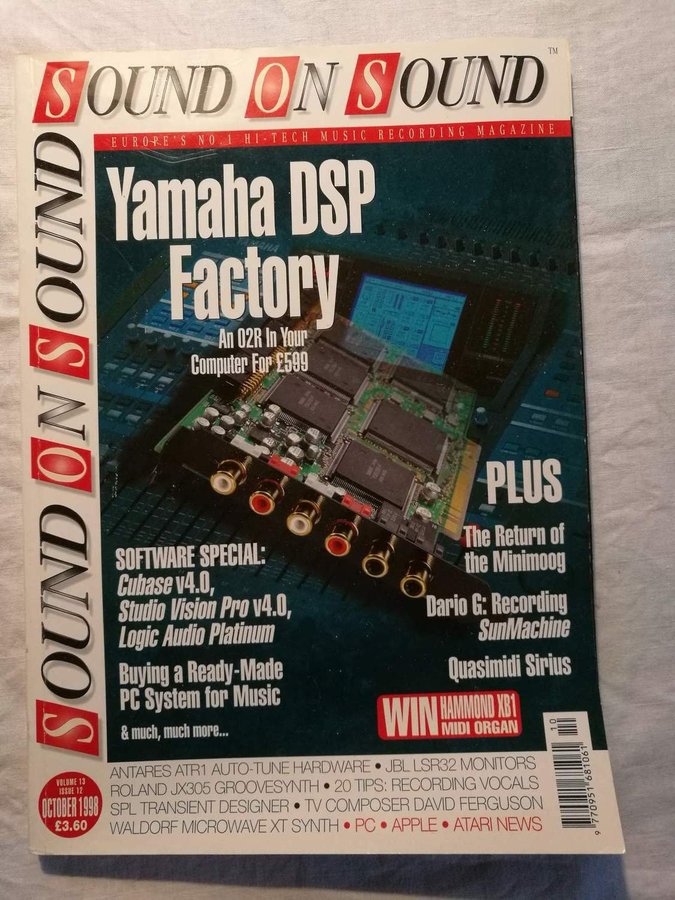 SOUND ON SOUND™
EUROPE'S NO.1 HI-TECH MUSIC RECORDING MAGAZINE
SOUND ON SOUND
Yamaha DSP
Factory
An 02R In Your
Computer For £599
PLUS
The Return of
the Minimoog
Dario G: Recording
SunMachine
Quasimidi Sirius
SOFTWARE SPECIAL:
Cubase v4.0,
Studio Vision Pro v4.0,
Logic Audio Platinum
Buying a Ready-Made
PC System for Music
& much, much more...
WIN HAMMOND XB1
MIDI ORGAN
VOLUME 13
ISSUE 12
OCTOBER 1998
£3.60
ANTARES ATR1 AUTO-TUNE HARDWARE • JBL LSR32 MONITORS
ROLAND JX305 GROOVESYNTH • 20 TIPS: RECORDING VOCALS
SPL TRANSIENT DESIGNER • TV COMPOSER DAVID FERGUSON
WALDORF MICROWAVE XT SYNTH • PC • APPLE • ATARI NEWS
10
9 770951 681061